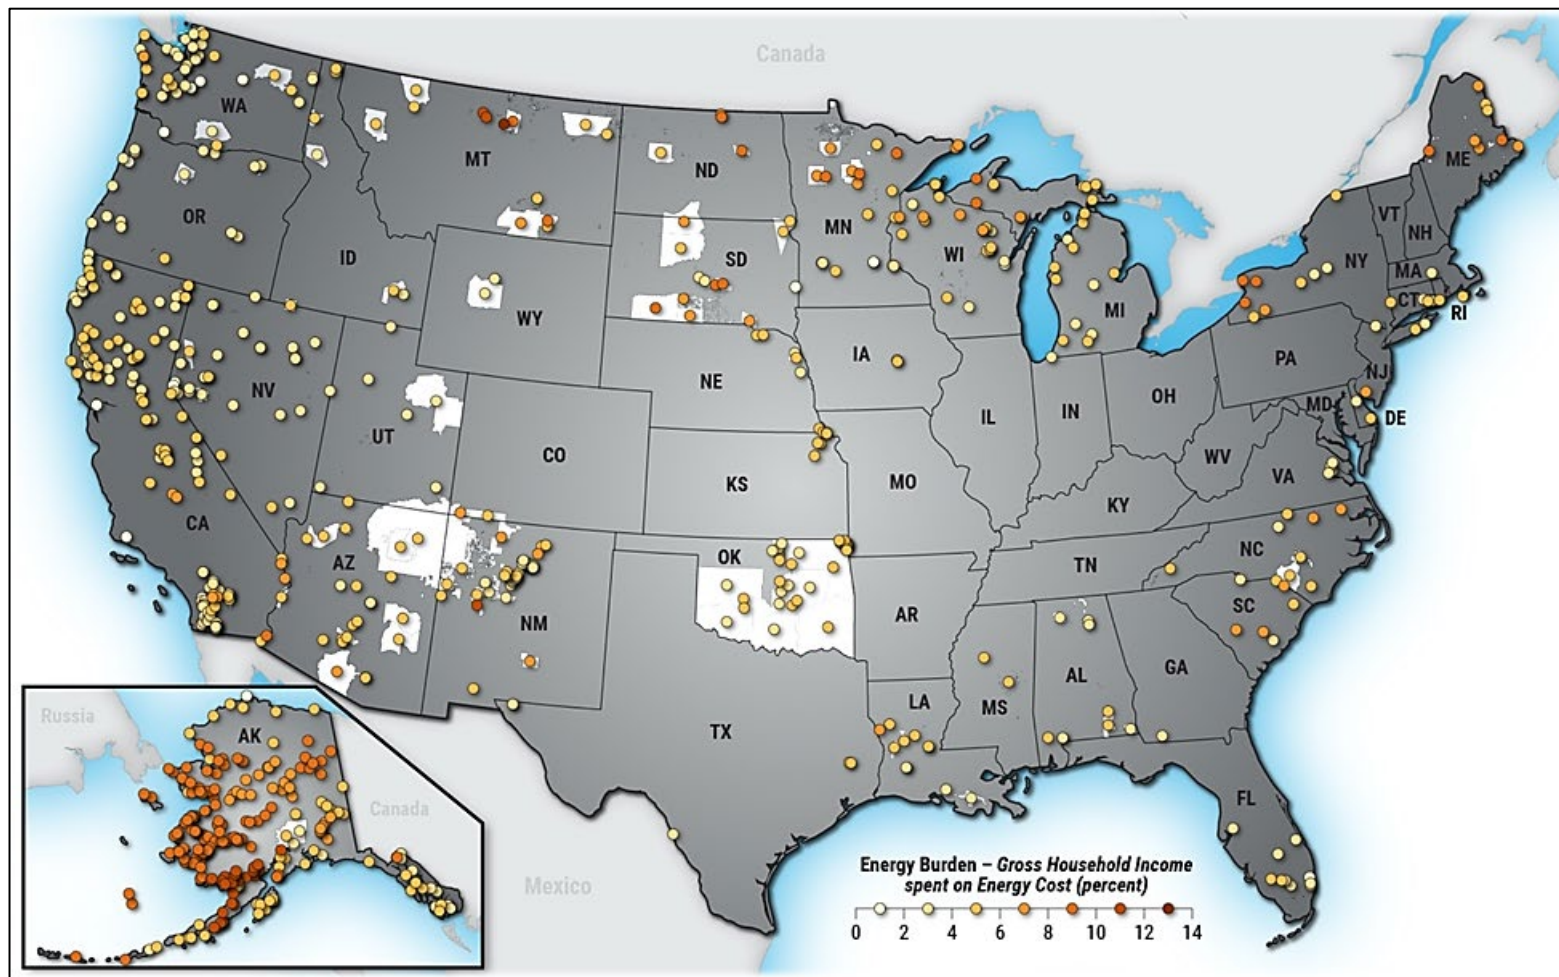 Canada
WA
MT
ND
ME
OR
ID
MN
SD
WI
VT
NH
NY
MA
WY
MI
CT
RI
IA
NE
PA
NV
NJ
UT
OH
IL
IN
MD
DE
CO
WV
KS
MO
VA
KY
CA
OK
NC
AZ
TN
NM
AR
SC
AL
GA
LA
MS
TX
Russia
AK
Canada
FL
Mexico
Energy Burden – Gross Household Income
spent on Energy Cost (percent)
0 2 4 6 8 10 12 14